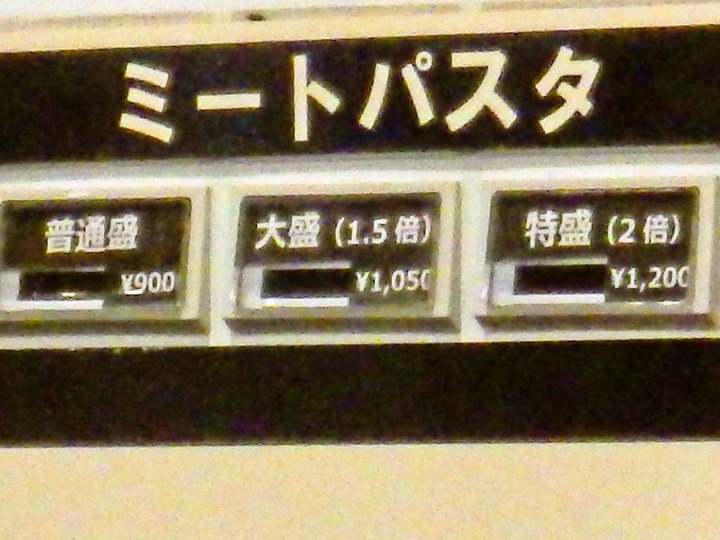 ミートパスタ
普通盛
¥900
大盛（1.5倍）
¥1,050
特盛（2倍）
¥1,200